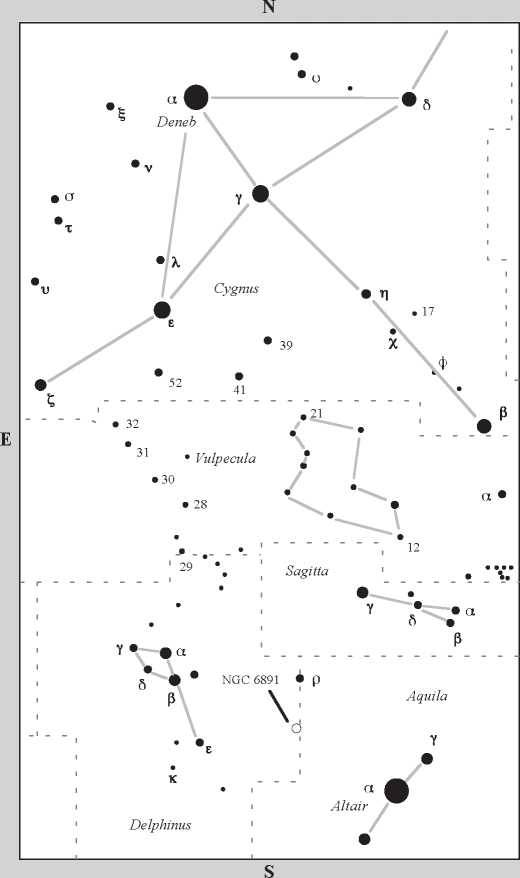 N
υ
α
δ
ξ
Deneb
ν
σ
γ
τ
λ
υ
Cygnus
η
17
ε
χ
39
ϕ
52
41
ζ
β
21
32
E
31
Vulpecula
α
30
28
12
29
Sagitta
γ
α
δ
β
γ
α
δ
NGC 6891
ρ
β
Aquila
γ
ε
κ
α
Altair
Delphinus
S